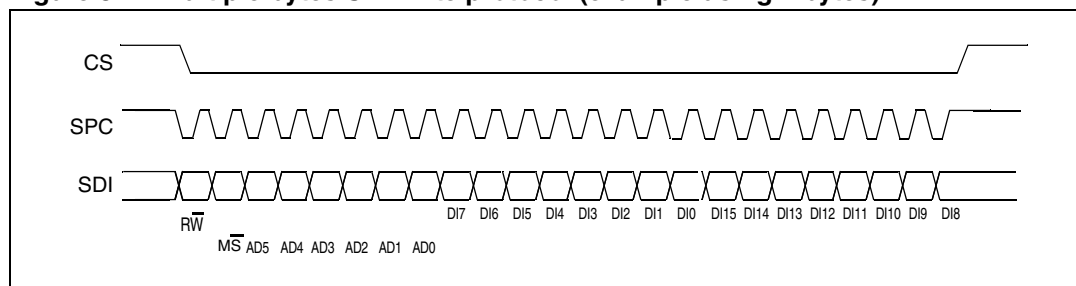 CS
SPC
SDI
RW̅
DI7 DI6 DI5 DI4 DI3 DI2 DI1 DI0 DI15 DI14 DI13 DI12 DI11 DI10 DI9 DI8
MS̅ AD5 AD4 AD3 AD2 AD1 AD0